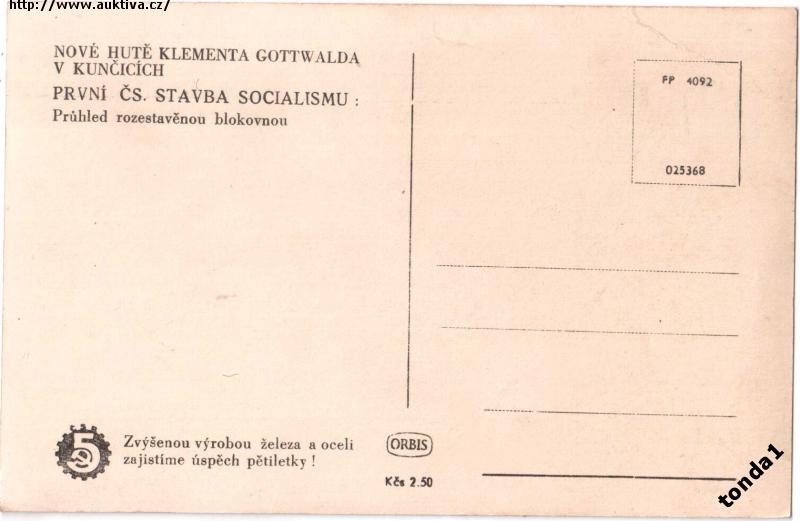 http://www.auktiva.cz/
NOVÉ HUTĚ KLEMENTA GOTTWALDA
V KUNČICÍCH
PRVNÍ ČS. STAVBA SOCIALISMU :
Průhled rozestavěnou blokovnou
FP 4092
025368
ČSR
5
Zvýšenou výrobou železa a oceli
zajistíme úspěch pětiletky !
ORBIS
Kčs 2.50
tonda1